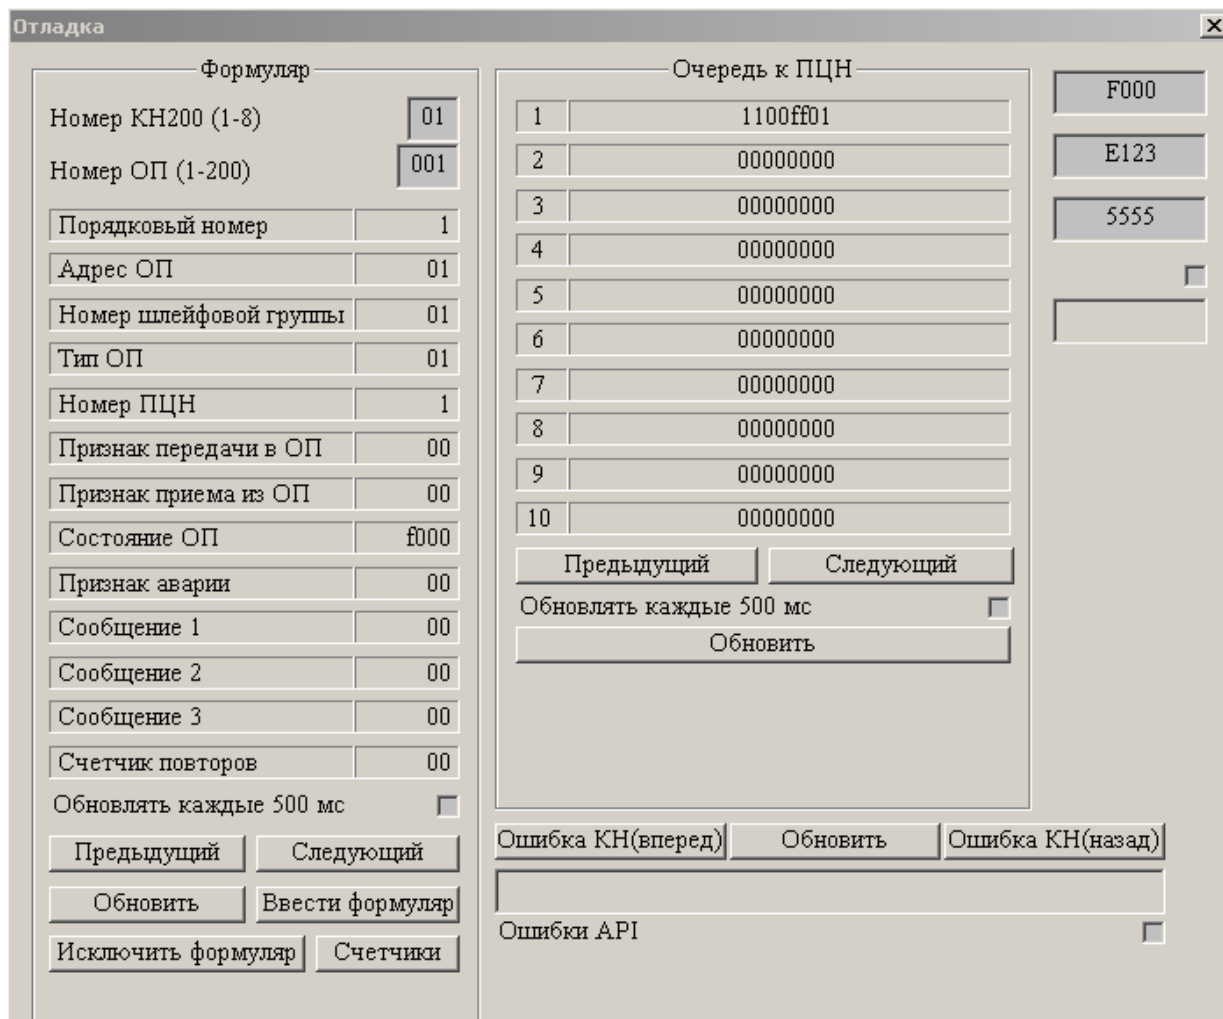 Отладка
Формуляр
Номер КН200 (1-8) 01
Номер ОП (1-200) 001
Порядковый номер 1
Адрес ОП 01
Номер шлейфовой группы 01
Тип ОП 01
Номер ПЦН 1
Признак передачи в ОП 00
Признак приема из ОП 00
Состояние ОП f000
Признак аварии 00
Сообщение 1 00
Сообщение 2 00
Сообщение 3 00
Счетчик повторов 00
Обновлять каждые 500 мс
Предыдущий Следующий
Обновить Ввести формуляр
Исключить формуляр Счетчики
Очередь к ПЦН
1 1100ff01
2 00000000
3 00000000
4 00000000
5 00000000
6 00000000
7 00000000
8 00000000
9 00000000
10 00000000
Предыдущий Следующий
Обновлять каждые 500 мс
Обновить
Ошибка КН(вперед) Обновить Ошибка КН(назад)
Ошибки API
F000
E123
5555